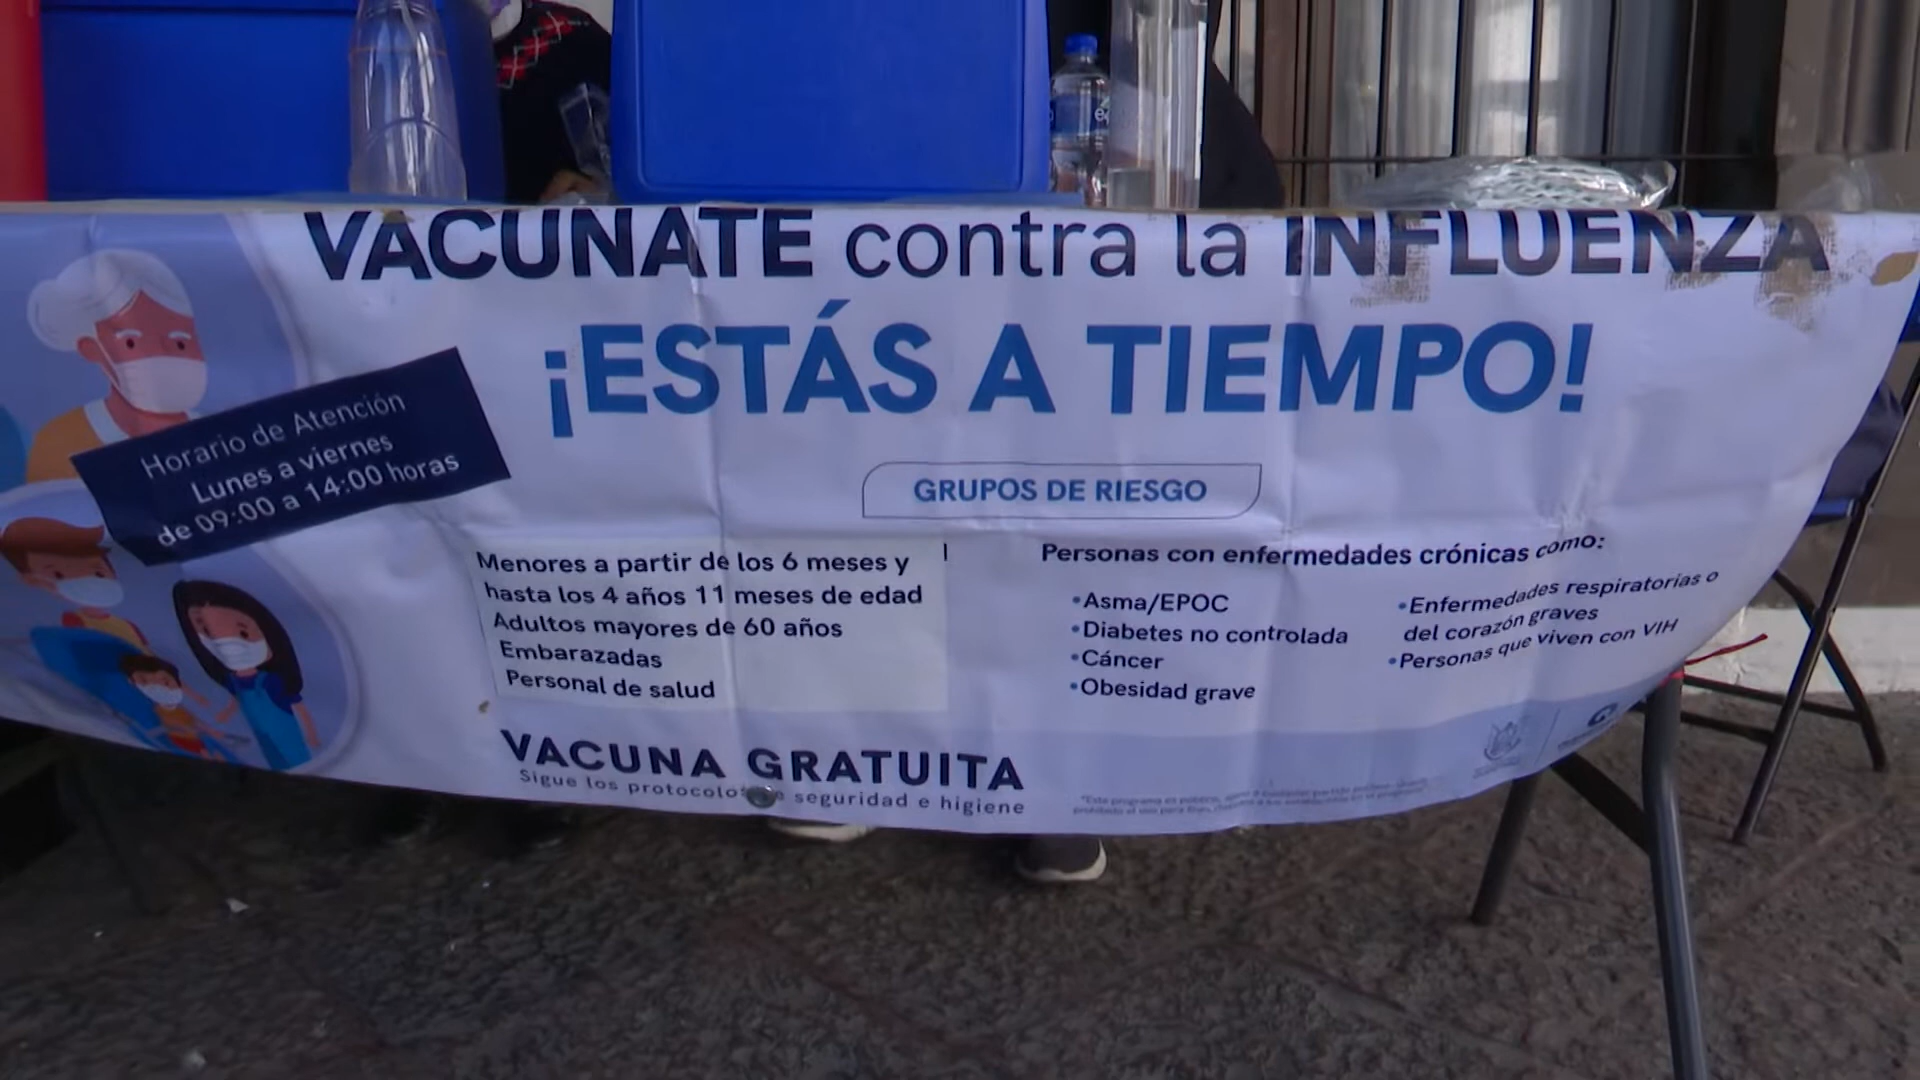 VACUNATE contra la INFLUENZA
¡ESTÁS A TIEMPO!
Horario de Atención
Lunes a viernes
de 09:00 a 14:00 horas
GRUPOS DE RIESGO
Menores a partir de los 6 meses y
hasta los 4 años 11 meses de edad
Adultos mayores de 60 años
Embarazadas
Personal de salud
Personas con enfermedades crónicas como:
•Asma/EPOC
•Diabetes no controlada
•Cáncer
•Obesidad grave
•Enfermedades respiratorias o
del corazón graves
•Personas que viven con VIH
VACUNA GRATUITA
Sigue los protocolos de seguridad e higiene